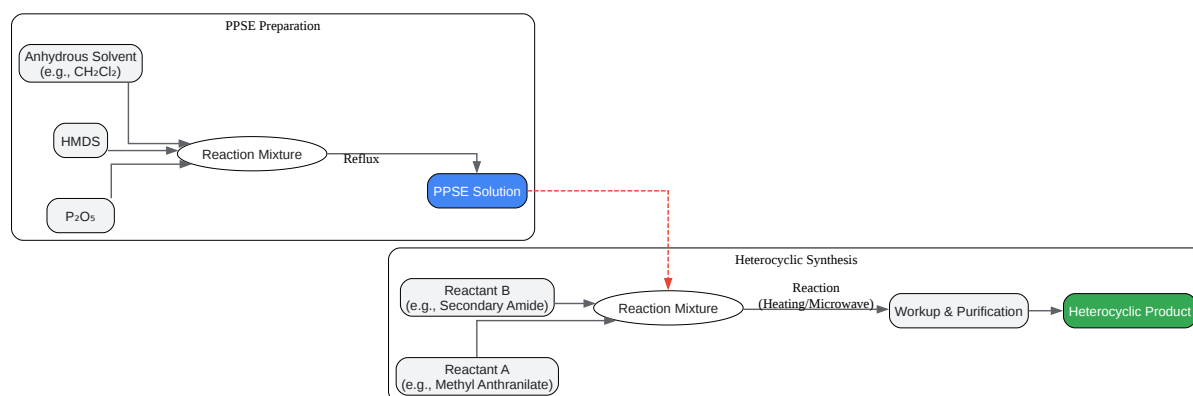 PPSE Preparation
Anhydrous Solvent
(e.g., CH₂Cl₂)
HMDS
Reaction Mixture
Reflux
P₂O₅
PPSE Solution
Heterocyclic Synthesis
Reactant B
(e.g., Secondary Amide)
Reaction Mixture
Reaction
(Heating/Microwave)
Workup & Purification
Heterocyclic Product
Reactant A
(e.g., Methyl Anthranilate)